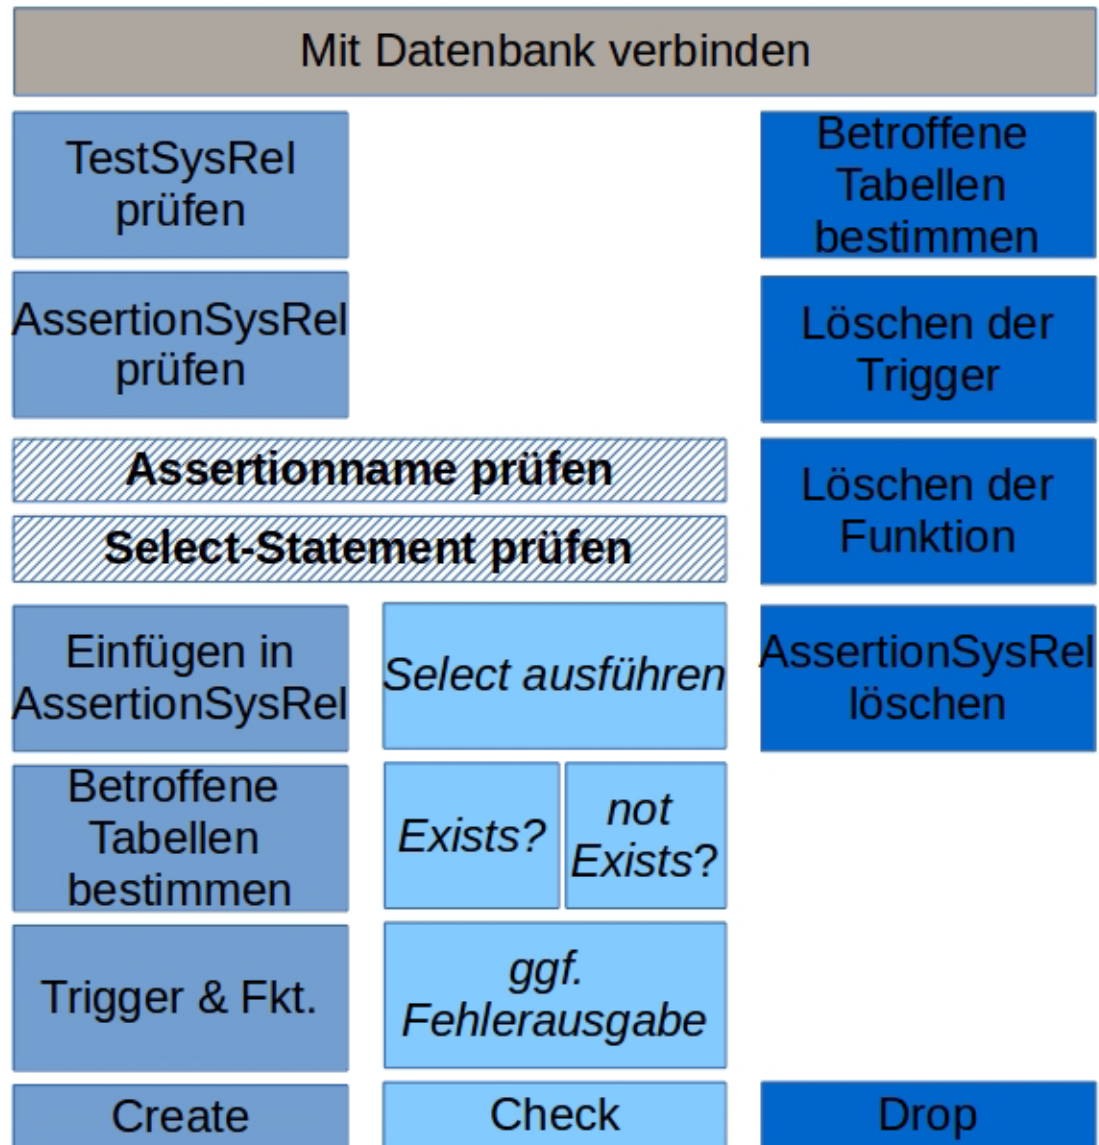 Mit Datenbank verbinden
TestSysRel
prüfen
Betroffene
Tabellen
bestimmen
AssertionSysRel
prüfen
Löschen der
Trigger
Assertionname prüfen
Select-Statement prüfen
Löschen der
Funktion
Einfügen in
AssertionSysRel
Select ausführen
AssertionSysRel
löschen
Betroffene
Tabellen
bestimmen
Exists?
not
Exists?
Trigger & Fkt.
ggf.
Fehlerausgabe
Create
Check
Drop